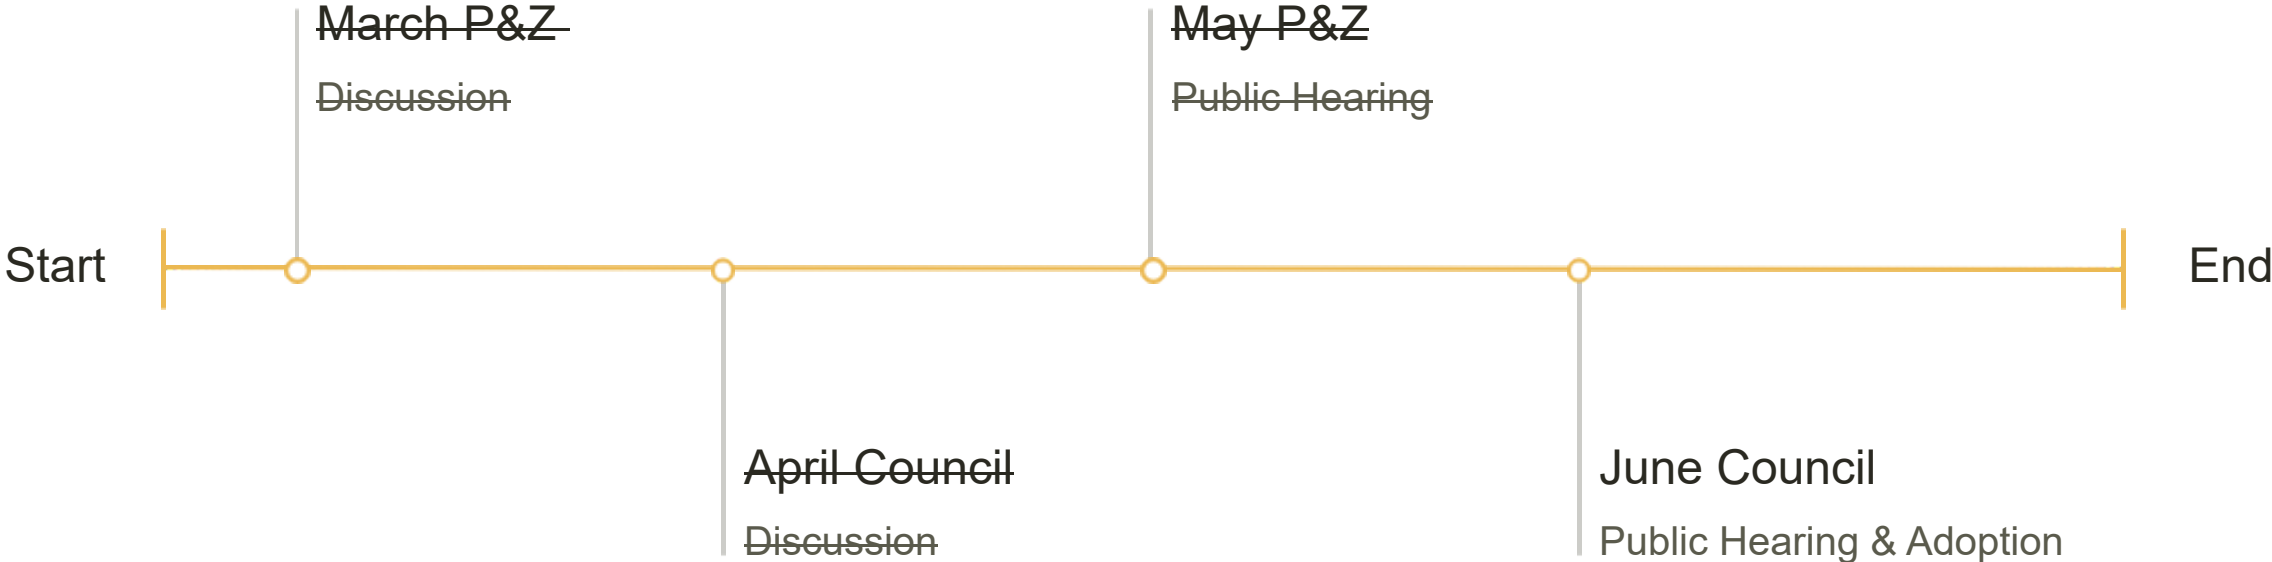 March P&Z
Discussion
May P&Z
Public Hearing
Start
End
April Council
Discussion
June Council
Public Hearing & Adoption